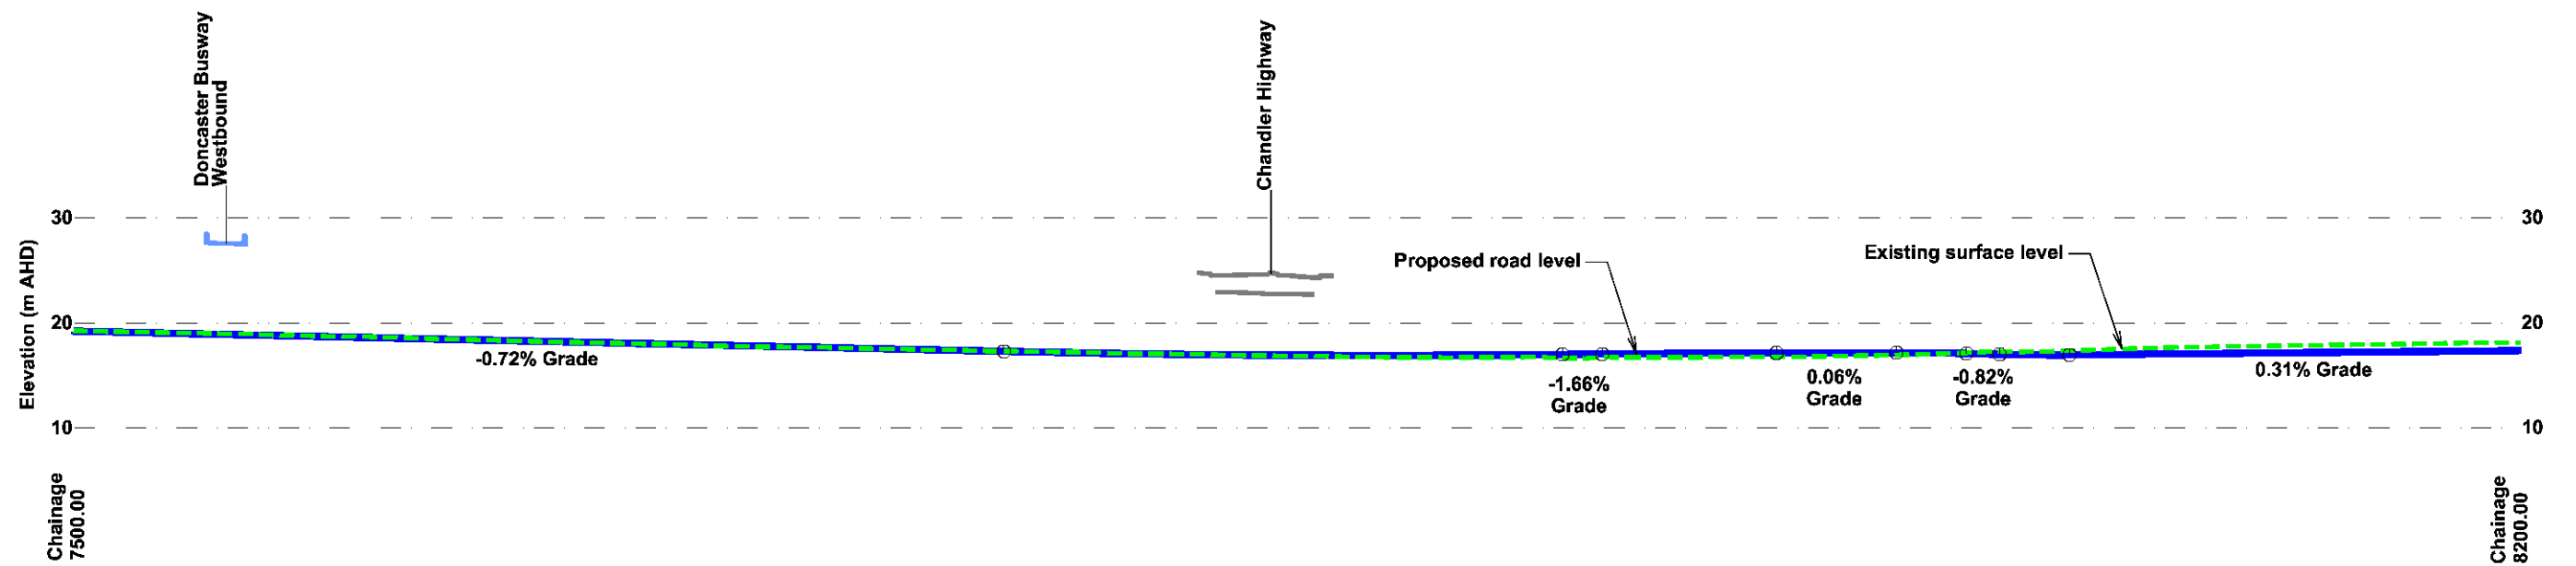 Doncaster Busway
Westbound
Chandler Highway
30
30
Proposed road level
Existing surface level
Elevation (m AHD)
20
20
-0.72% Grade
-1.66%
Grade
0.06%
Grade
-0.82%
Grade
0.31% Grade
10
10
Chainage
7500.00
Chainage
8200.00